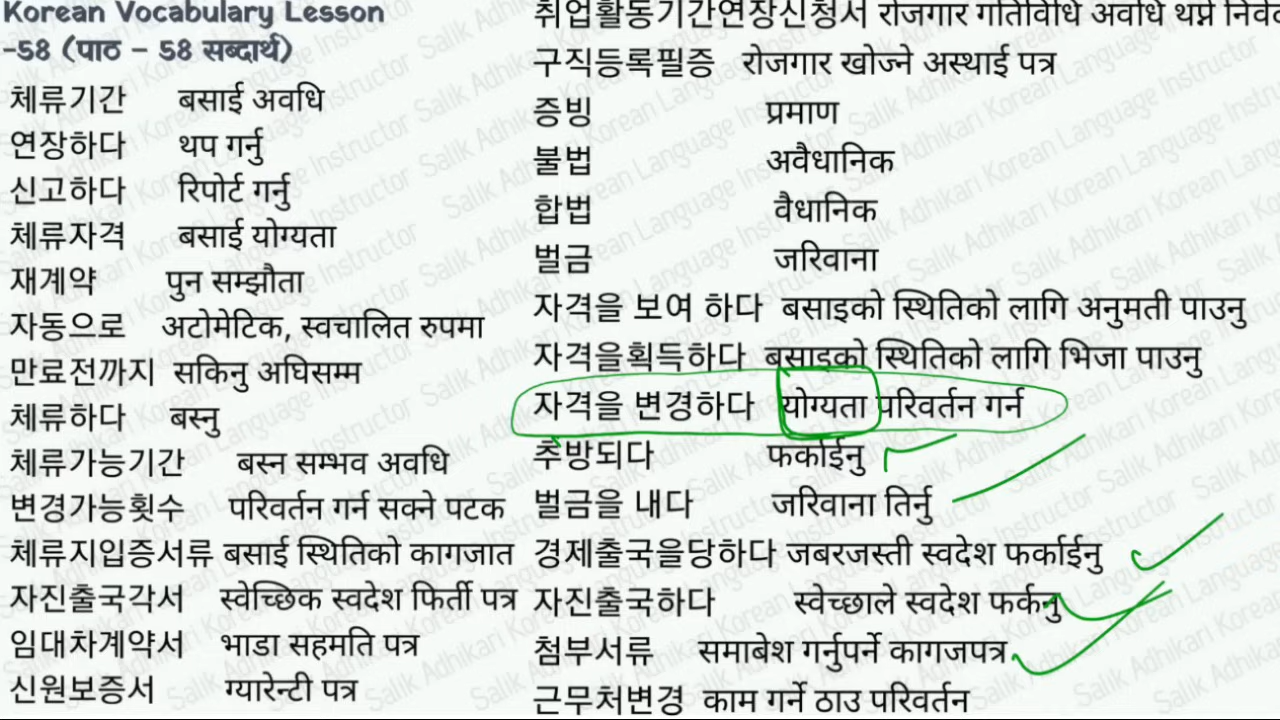 Korean Vocabulary Lesson
-58 (पाठ – 58 सब्दार्थ)
체류기간 बसाई अवधि
연장하다 थप गर्नु
신고하다 रिपोर्ट गर्नु
체류자격 बसाई योग्यता
재계약 पुन सम्झौता
자동으로 अटोमेटिक, स्वचालित रुपमा
만료전까지 सकिनु अघिसम्म
체류하다 बस्नु
체류가능기간 बस्न सम्भव अवधि
변경가능횟수 परिवर्तन गर्न सक्ने पटक
체류지입증서류 बसाई स्थितिको कागजात
자진출국각서 स्वेच्छिक स्वदेश फिर्ती पत्र
임대차계약서 भाडा सहमति पत्र
신원보증서 ग्यारेन्टी पत्र
취업활동기간연장신청서 रोजगार गतिविधि अवधि थप्ने
구직등록필증 रोजगार खोज्ने अस्थाई पत्र
증빙 प्रमाण
불법 अवैधानिक
합법 वैधानिक
벌금 जरिवाना
자격을 보여 하다 बसाइको स्थितिको लागि अनुमती पाउनु
자격을획득하다 बसाइको स्थितिको लागि भिजा पाउनु
자격을 변경하다 योग्यता परिवर्तन गर्न
추방되다 फर्काईनु
벌금을 내다 जरिवाना तिर्नु
경제출국을당하다 जबरजस्ती स्वदेश फर्काईनु
자진출국하다 स्वेच्छाले स्वदेश फर्कनु
첨부서류 समाबेश गर्नुपर्ने कागजपत्र
근무처변경 काम गर्ने ठाउ परिवर्तन